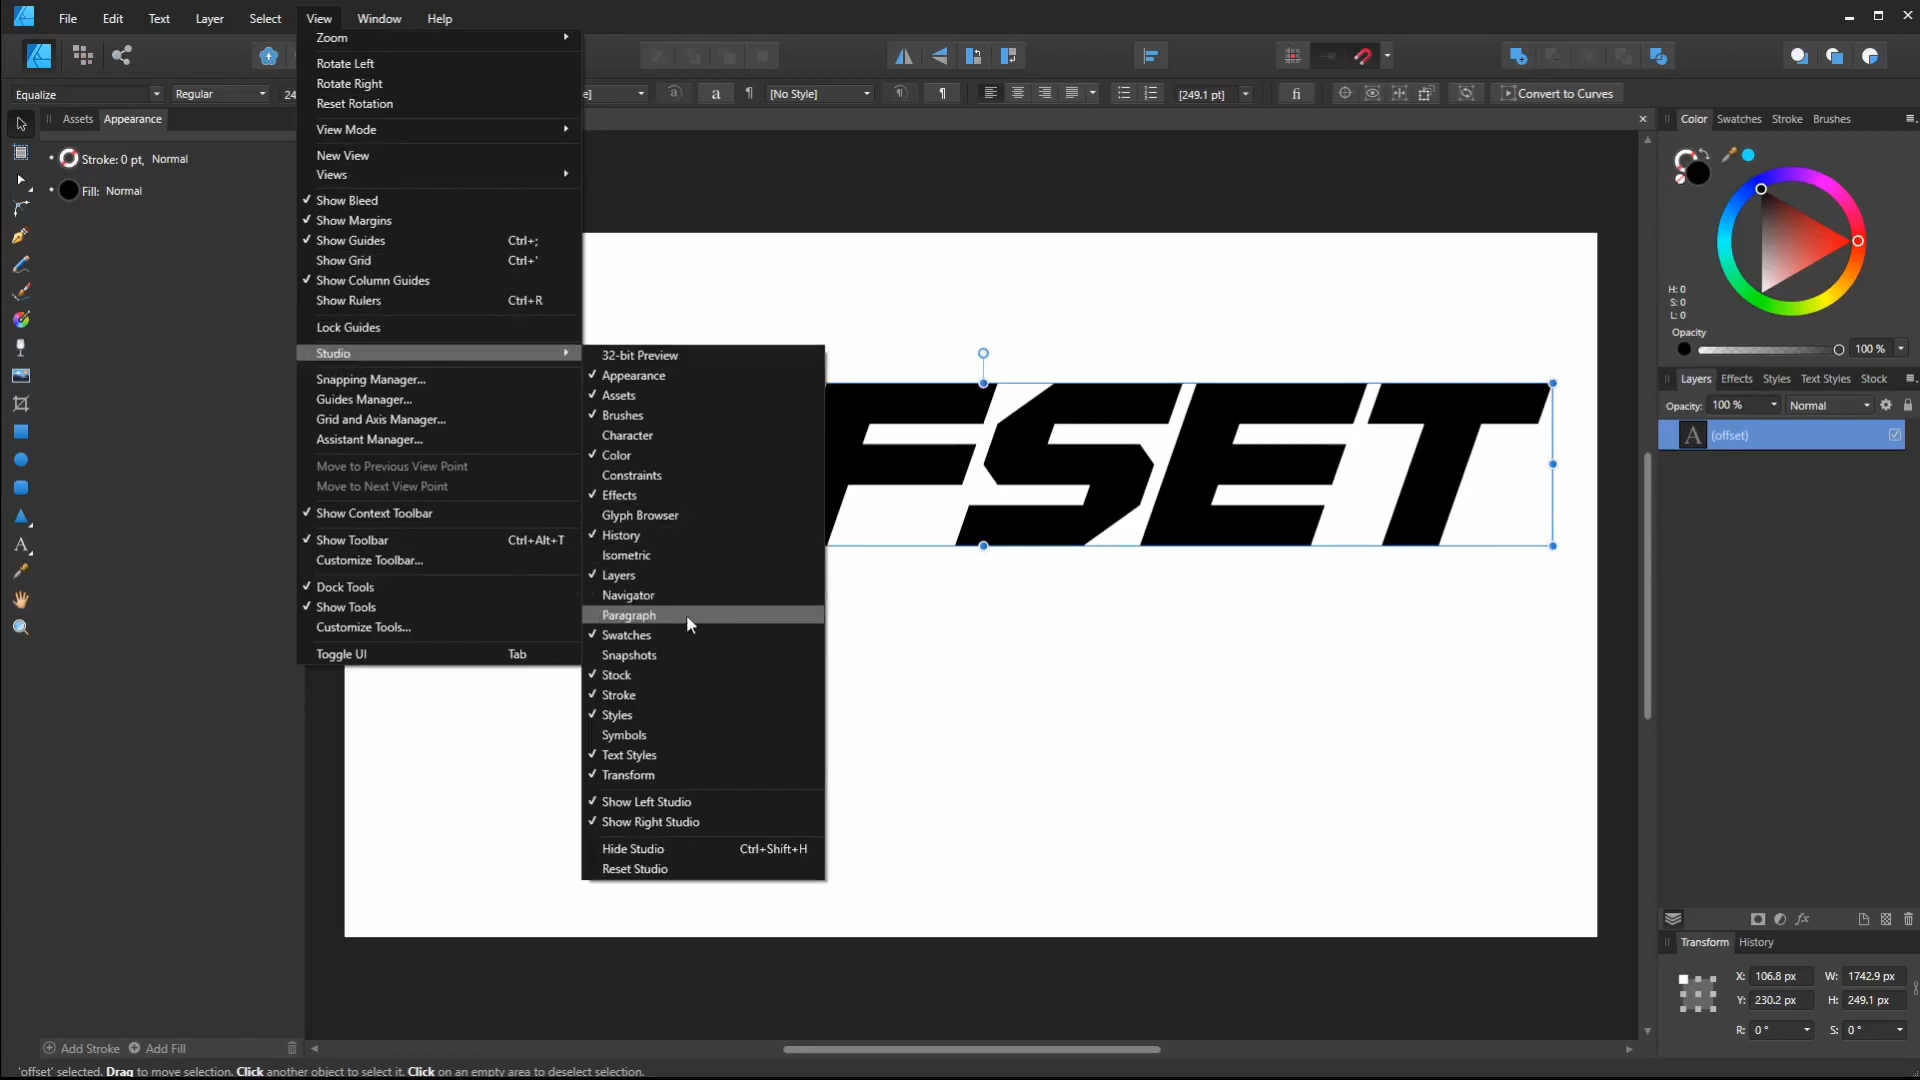 File Edit Text Layer Select View Window Help
Equalize Regular 24 e] a a [No Style] [249.1 pt] fi Convert to Curves
Assets Appearance
Stroke: 0 pt, Normal
Fill: Normal
Zoom
Rotate Left
Rotate Right
Reset Rotation
View Mode
New View
Views
Show Bleed
Show Margins
Show Guides Ctrl+;
Show Grid Ctrl+'
Show Column Guides
Show Rulers Ctrl+R
Lock Guides
Studio
Snapping Manager...
Guides Manager...
Grid and Axis Manager...
Assistant Manager...
Move to Previous View Point
Move to Next View Point
Show Context Toolbar
Show Toolbar Ctrl+Alt+T
Customize Toolbar...
Dock Tools
Show Tools
Customize Tools...
Toggle UI Tab
32-bit Preview
Appearance
Assets
Brushes
Character
Color
Constraints
Effects
Glyph Browser
History
Isometric
Layers
Navigator
Paragraph
Swatches
Snapshots
Stock
Stroke
Styles
Symbols
Text Styles
Transform
Show Left Studio
Show Right Studio
Hide Studio Ctrl+Shift+H
Reset Studio
FSET
Color Swatches Stroke Brushes
H: 0
S: 0
L: 0
Opacity
100 %
Layers Effects Styles Text Styles Stock
Opacity: 100 % Normal
A (offset)
fx
Transform History
X: 106.8 px W: 1742.9 px
Y: 230.2 px H: 249.1 px
R: 0 ° S: 0 °
Add Stroke Add Fill
'offset' selected. Drag to move selection. Click another object to select it. Click on an empty area to deselect selection.